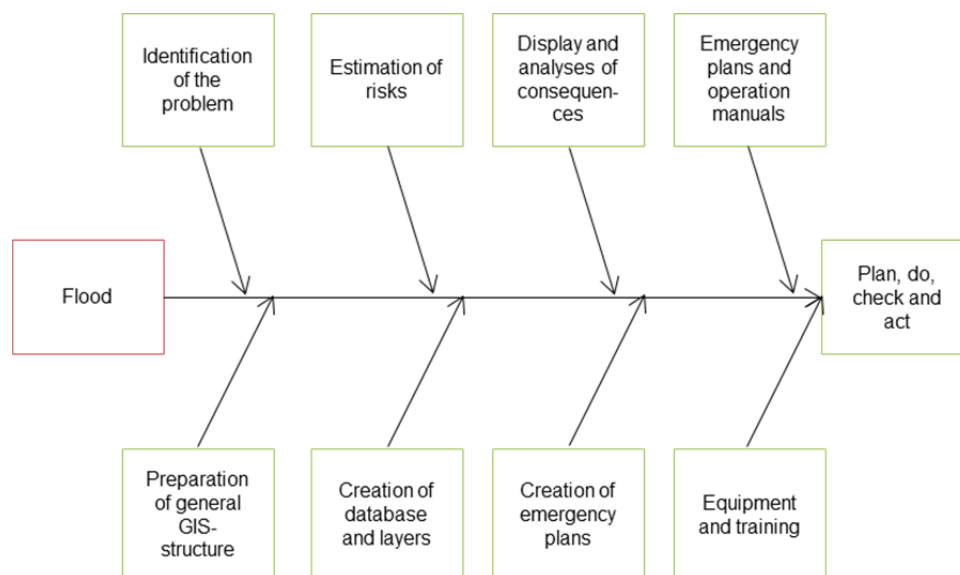 Identification
of the
problem
Estimation of
risks
Display and
analyses of
consequen-
ces
Emergency
plans and
operation
manuals
Flood
Plan, do,
check and
act
Preparation
of general
GIS-
structure
Creation of
database
and layers
Creation of
emergency
plans
Equipment
and training